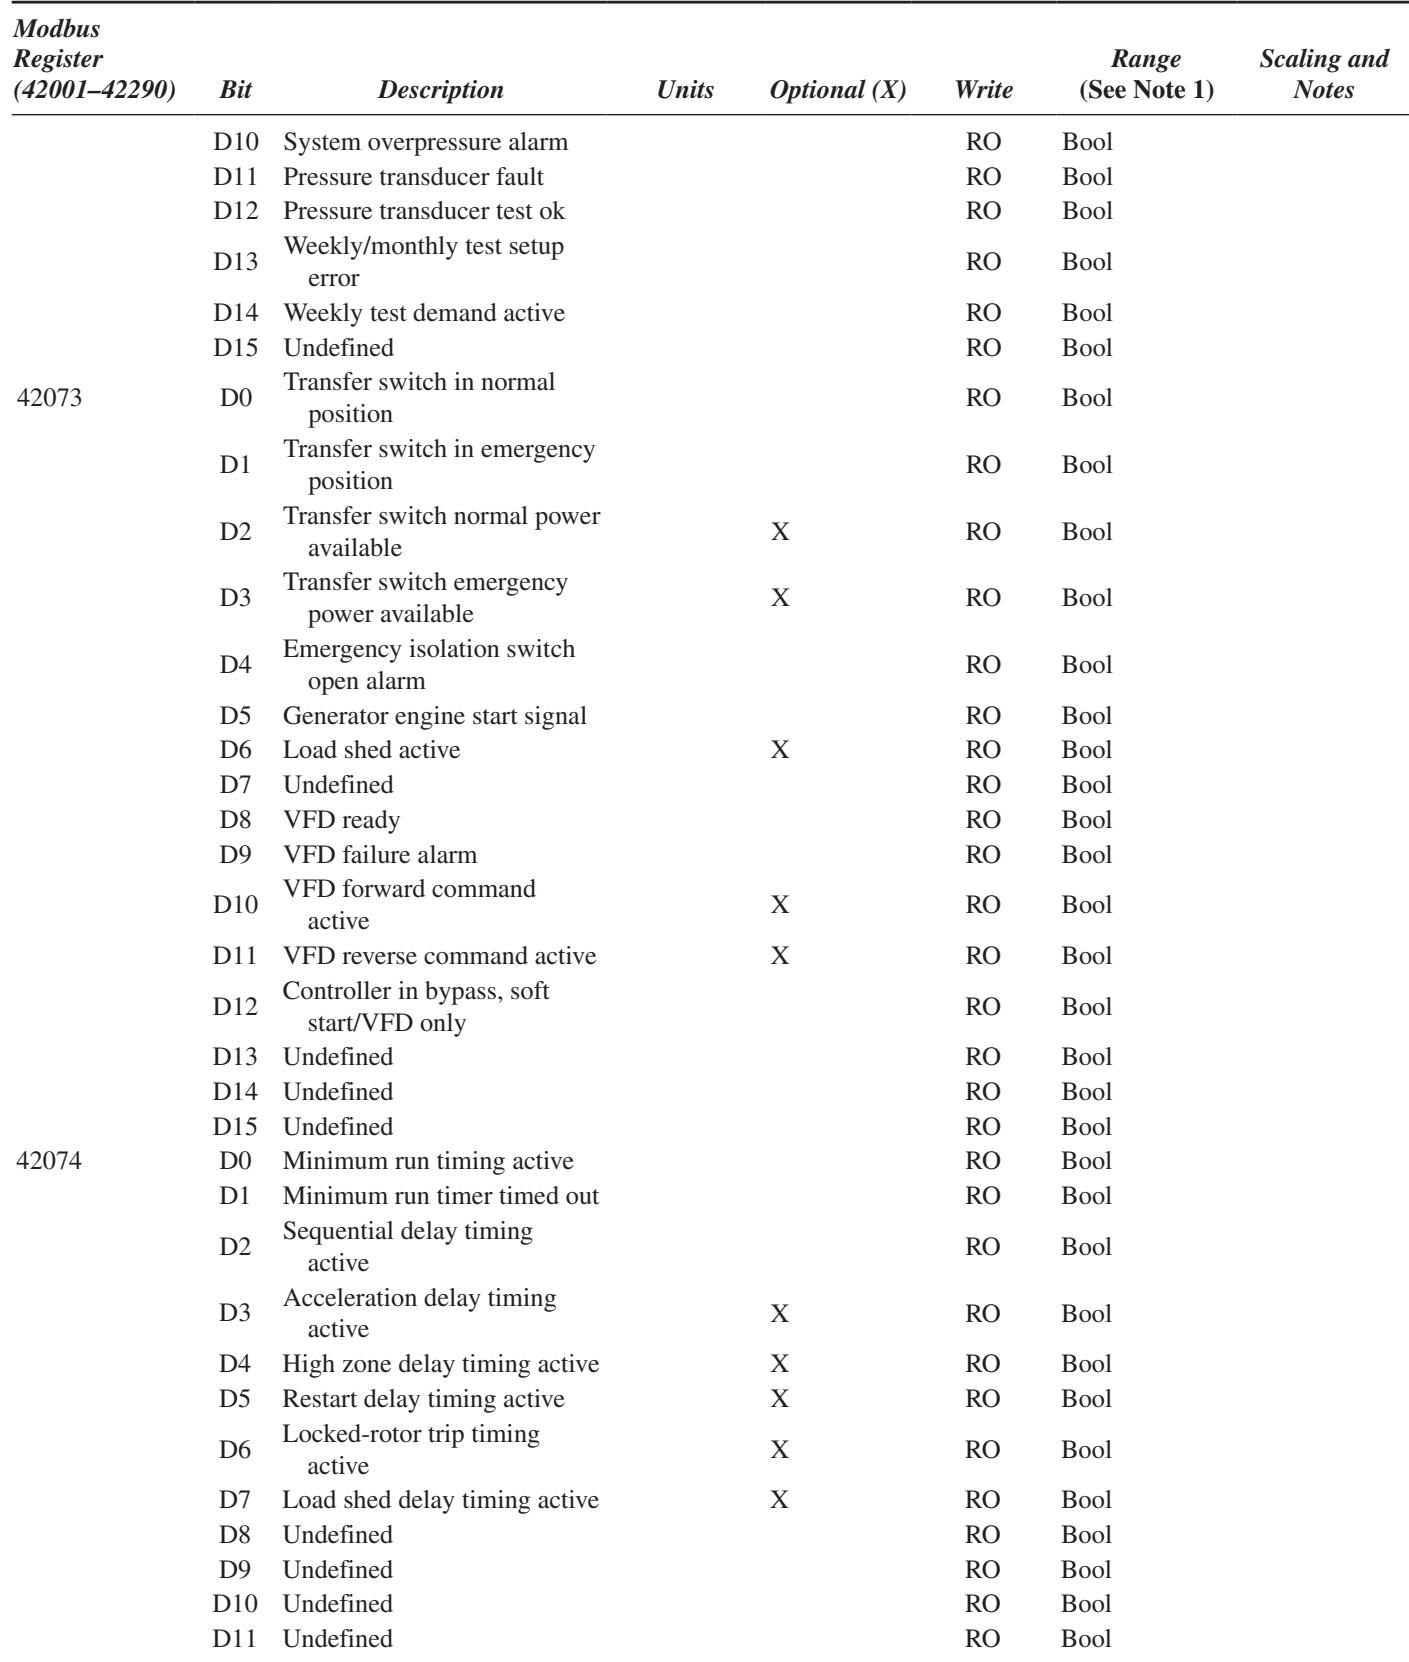 Modbus
Register
(42001–42290) Bit Description Units Optional (X) Write Range
(See Note 1) Scaling and
Notes
D10 System overpressure alarm RO Bool
D11 Pressure transducer fault RO Bool
D12 Pressure transducer test ok RO Bool
D13 Weekly/monthly test setup
error RO Bool
D14 Weekly test demand active RO Bool
D15 Undefined RO Bool
42073 D0 Transfer switch in normal
position RO Bool
D1 Transfer switch in emergency
position RO Bool
D2 Transfer switch normal power
available X RO Bool
D3 Transfer switch emergency
power available X RO Bool
D4 Emergency isolation switch
open alarm RO Bool
D5 Generator engine start signal RO Bool
D6 Load shed active X RO Bool
D7 Undefined RO Bool
D8 VFD ready RO Bool
D9 VFD failure alarm RO Bool
D10 VFD forward command
active X RO Bool
D11 VFD reverse command active X RO Bool
D12 Controller in bypass, soft
start/VFD only RO Bool
D13 Undefined RO Bool
D14 Undefined RO Bool
D15 Undefined RO Bool
42074 D0 Minimum run timing active RO Bool
D1 Minimum run timer timed out RO Bool
D2 Sequential delay timing
active RO Bool
D3 Acceleration delay timing
active X RO Bool
D4 High zone delay timing active X RO Bool
D5 Restart delay timing active X RO Bool
D6 Locked-rotor trip timing
active X RO Bool
D7 Load shed delay timing active X RO Bool
D8 Undefined RO Bool
D9 Undefined RO Bool
D10 Undefined RO Bool
D11 Undefined RO Bool